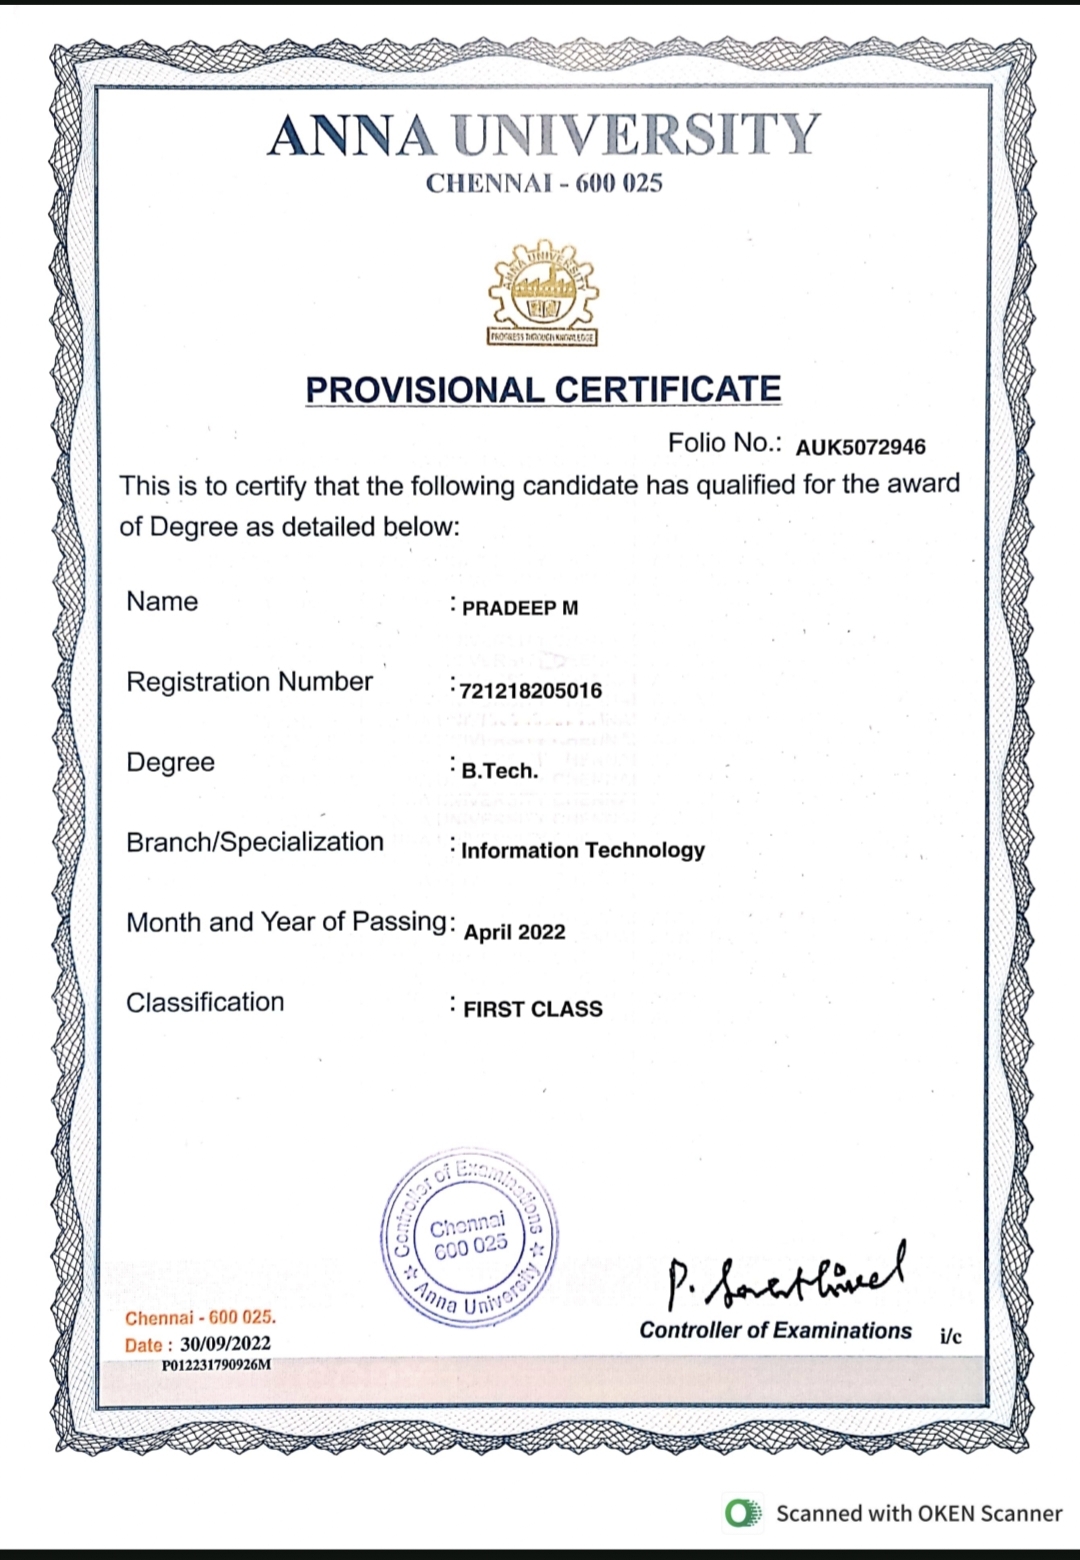 ANNA UNIVERSITY
CHENNAI - 600 025
ANNA UNIVERSITY
PROGRESS THROUGH KNOWLEDGE
PROVISIONAL CERTIFICATE
Folio No.: AUK5072946
This is to certify that the following candidate has qualified for the award
of Degree as detailed below:
Name : PRADEEP M
Registration Number : 721218205016
Degree : B.Tech.
Branch/Specialization : Information Technology
Month and Year of Passing: April 2022
Classification : FIRST CLASS
Controller of Examinations
Chennai
600 025
Anna University
P.
Controller of Examinations i/c
Chennai - 600 025.
Date : 30/09/2022
P012231790926M
Scanned with OKEN Scanner